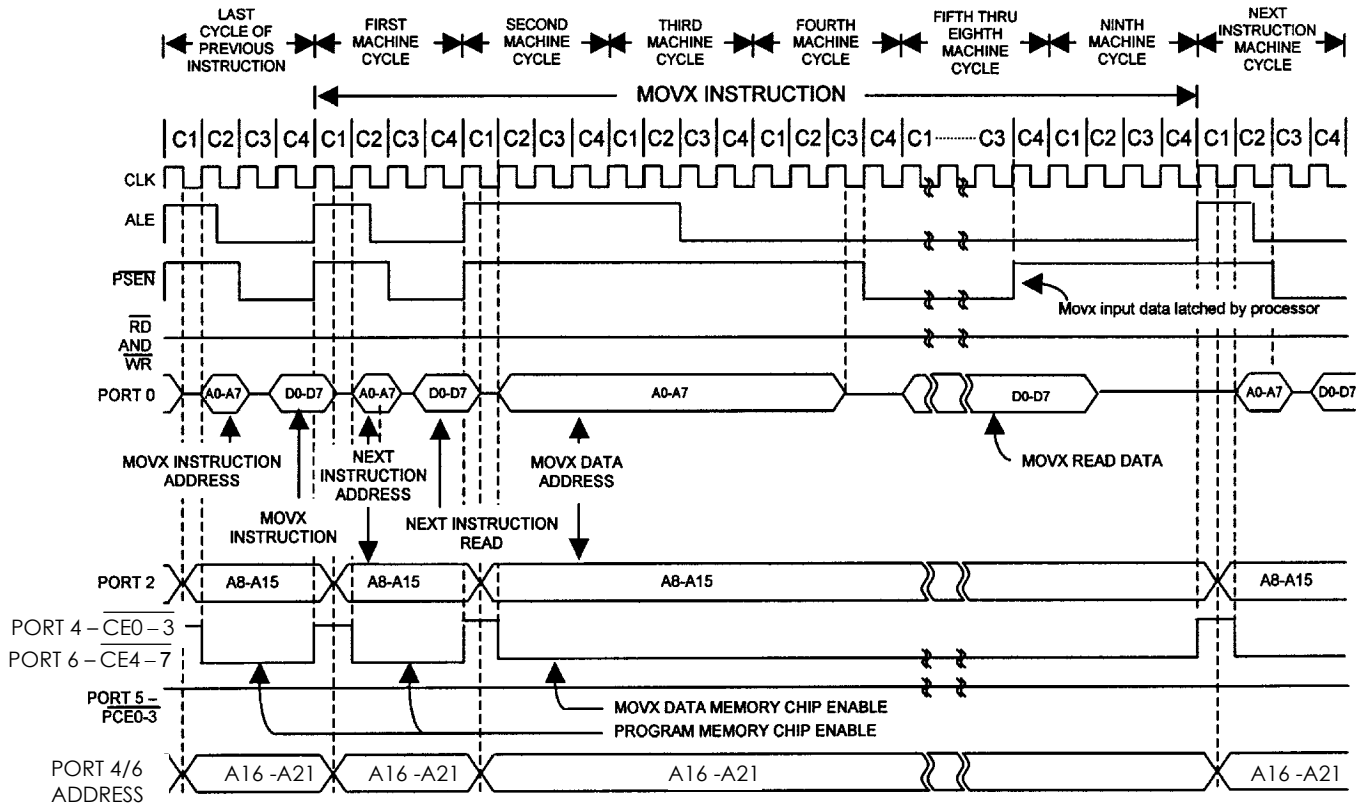 LAST
CYCLE OF
PREVIOUS
INSTRUCTION
FIRST
MACHINE
CYCLE
SECOND
MACHINE
CYCLE
THIRD
MACHINE
CYCLE
FOURTH
MACHINE
CYCLE
FIFTH THRU
EIGHTH
MACHINE
CYCLE
NINTH
MACHINE
CYCLE
NEXT
INSTRUCTION
MACHINE
CYCLE
MOVX INSTRUCTION
C1 C2 C3 C4 C1 C2 C3 C4 C1 C2 C3 C4 C1 C2 C3 C4 C1 C2 C3 C4 C1 ........ C3 C4 C1 C2 C3 C4 C1 C2 C3 C4
CLK
ALE
PSEN
Movx input data latched by processor
RD
AND
WR
PORT 0 A0-A7 D0-D7 A0-A7 D0-D7 A0-A7 D0-D7 A0-A7 D0-D7
MOVX INSTRUCTION
ADDRESS
NEXT
INSTRUCTION
ADDRESS
MOVX DATA
ADDRESS
MOVX READ DATA
MOVX
INSTRUCTION
NEXT INSTRUCTION
READ
PORT 2 A8-A15 A8-A15 A8-A15 A8-A15
PORT 4 – CE0 – 3
PORT 6 – CE4 – 7
PORT 5 –
PCE0-3
MOVX DATA MEMORY CHIP ENABLE
PROGRAM MEMORY CHIP ENABLE
PORT 4/6
ADDRESS
A16 -A21 A16 -A21 A16 -A21 A16 -A21